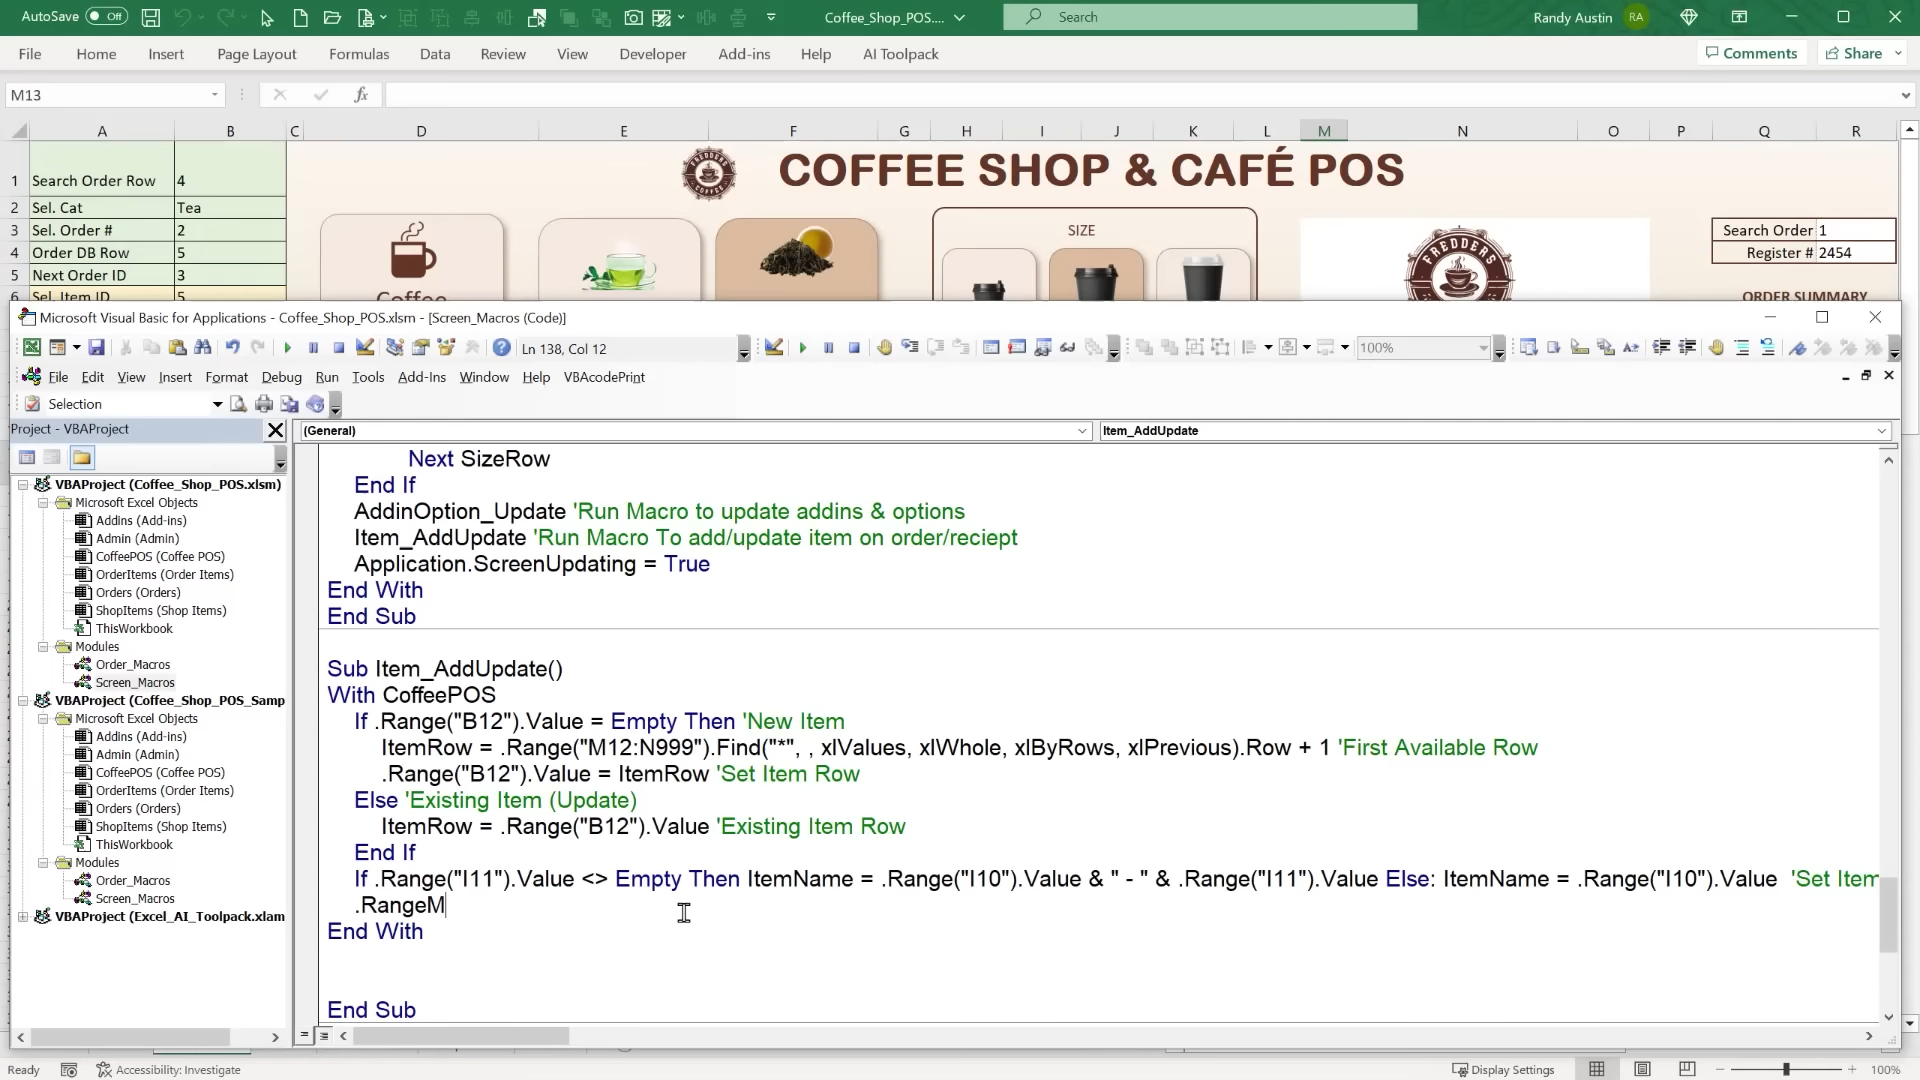 AutoSave Off
Coffee_Shop_POS....
Search
Randy Austin RA
File Home Insert Page Layout Formulas Data Review View Developer Add-ins Help AI Toolpack
Comments Share
M13
fx
A B C D E F G H I J K L M N O P Q R
1 Search Order Row 4
COFFEE SHOP & CAFÉ POS
2 Sel. Cat Tea
3 Sel. Order # 2
SIZE
Search Order 1
4 Order DB Row 5
Register # 2454
5 Next Order ID 3
FREDDERS
6 Sel. Item ID 5
Coffee
ORDER SUMMARY
Microsoft Visual Basic for Applications - Coffee_Shop_POS.xlsm - [Screen_Macros (Code)]
Ln 138, Col 12
100%
File Edit View Insert Format Debug Run Tools Add-Ins Window Help VBAcodePrint
Selection
Project - VBAProject
(General)
Item_AddUpdate
VBAProject (Coffee_Shop_POS.xlsm)
Microsoft Excel Objects
Addins (Add-ins)
Admin (Admin)
CoffeePOS (Coffee POS)
OrderItems (Order Items)
Orders (Orders)
ShopItems (Shop Items)
ThisWorkbook
Modules
Order_Macros
Screen_Macros
VBAProject (Coffee_Shop_POS_Samp
Microsoft Excel Objects
Addins (Add-ins)
Admin (Admin)
CoffeePOS (Coffee POS)
OrderItems (Order Items)
Orders (Orders)
ShopItems (Shop Items)
ThisWorkbook
Modules
Order_Macros
Screen_Macros
VBAProject (Excel_AI_Toolpack.xlam
Next SizeRow
End If
AddinOption_Update 'Run Macro to update addins & options
Item_AddUpdate 'Run Macro To add/update item on order/reciept
Application.ScreenUpdating = True
End With
End Sub
Sub Item_AddUpdate()
With CoffeePOS
If .Range("B12").Value = Empty Then 'New Item
ItemRow = .Range("M12:N999").Find("*", , xlValues, xlWhole, xlByRows, xlPrevious).Row + 1 'First Available Row
.Range("B12").Value = ItemRow 'Set Item Row
Else 'Existing Item (Update)
ItemRow = .Range("B12").Value 'Existing Item Row
End If
If .Range("I11").Value <> Empty Then ItemName = .Range("I10").Value & " - " & .Range("I11").Value Else: ItemName = .Range("I10").Value 'Set Item
.RangeM
End With
End Sub
Ready
Accessibility: Investigate
Display Settings
100%